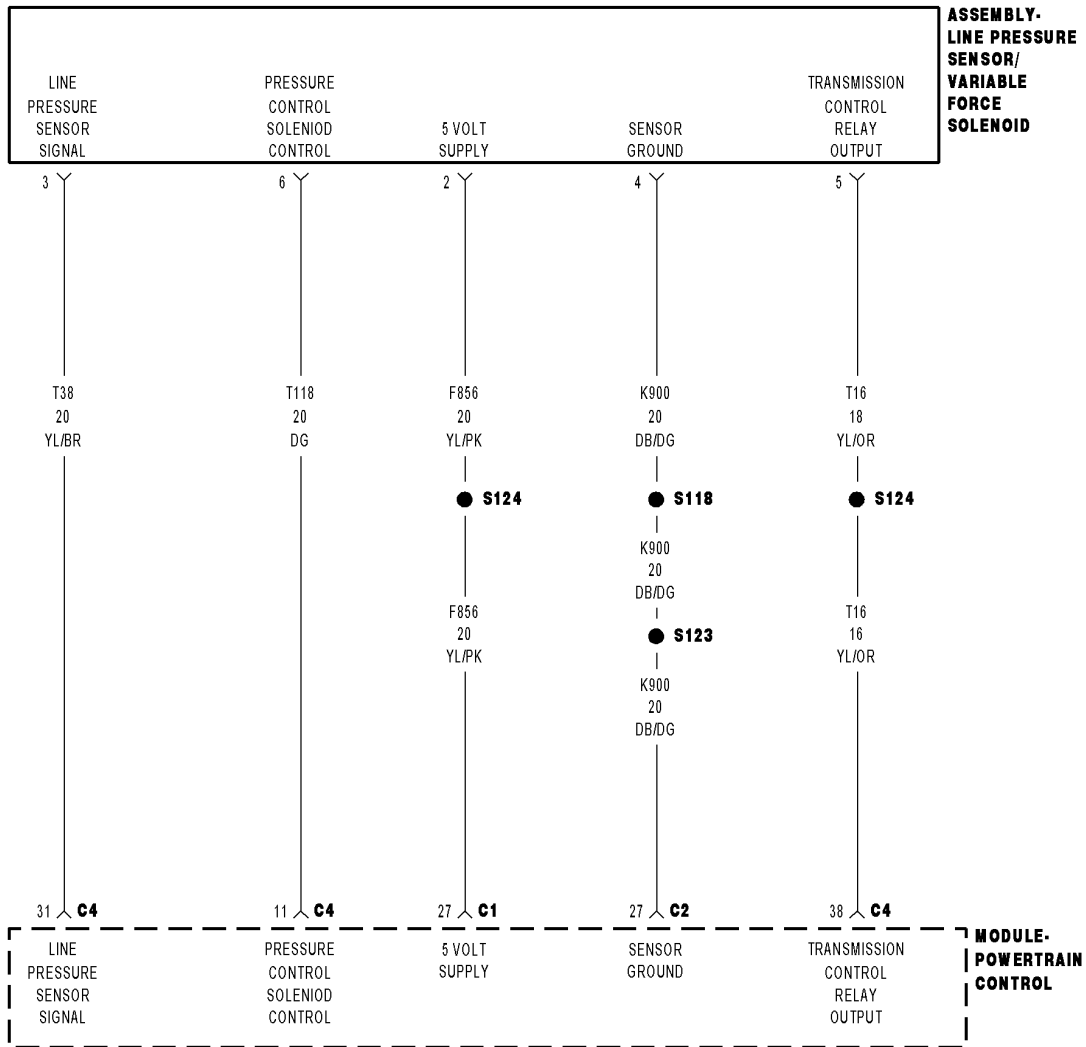 ASSEMBLY-
LINE PRESSURE
SENSOR/
VARIABLE
FORCE
SOLENOID
LINE
PRESSURE
SENSOR
SIGNAL
PRESSURE
CONTROL
SOLENIOD
CONTROL
5 VOLT
SUPPLY
SENSOR
GROUND
TRANSMISSION
CONTROL
RELAY
OUTPUT
3
6
2
4
5
T38
20
YL/BR
T118
20
DG
F856
20
YL/PK
K900
20
DB/DG
T16
18
YL/OR
S124
S118
S124
K900
20
DB/DG
F856
20
YL/PK
S123
T16
16
YL/OR
K900
20
DB/DG
31 C4
11 C4
27 C1
27 C2
38 C4
MODULE-
POWERTRAIN
CONTROL
LINE
PRESSURE
SENSOR
SIGNAL
PRESSURE
CONTROL
SOLENIOD
CONTROL
5 VOLT
SUPPLY
SENSOR
GROUND
TRANSMISSION
CONTROL
RELAY
OUTPUT